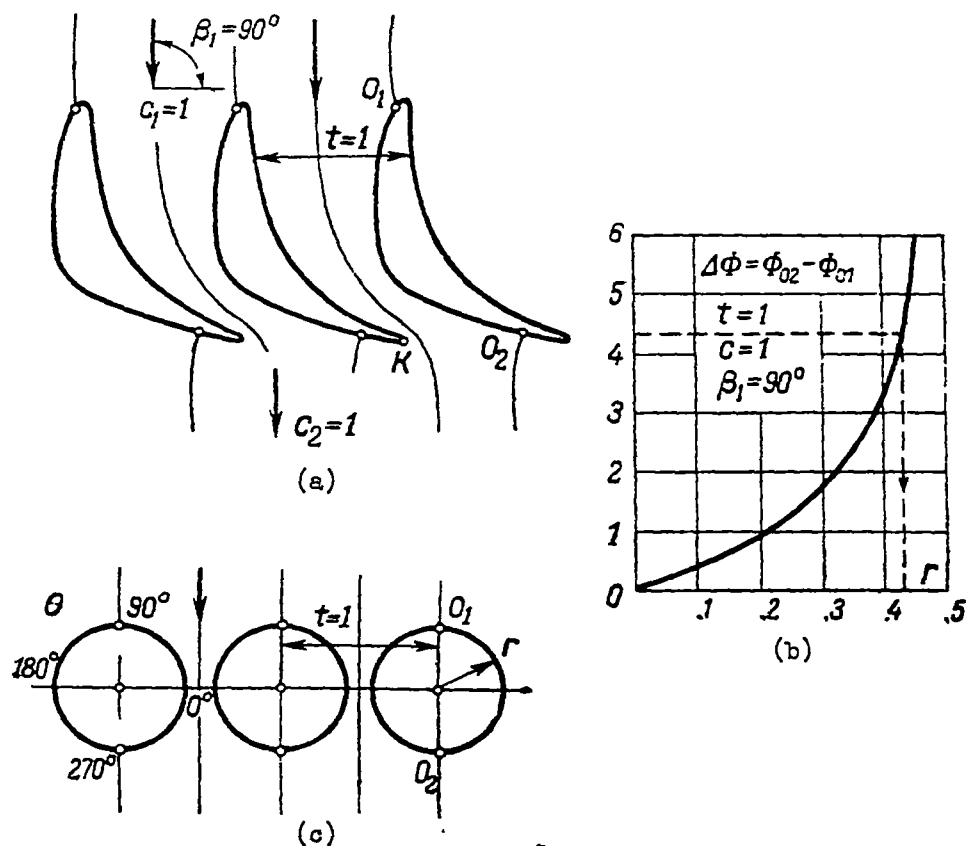 β₁=90°
c₁=1
O₁
t=1
K
O₂
c₂=1
(a)
6
5
4
3
2
1
0
ΔΦ=Φ₀₂-Φ₀₁
t=1
c=1
β₁=90°
r
.1 .2 .3 .4 .5
(b)
θ
90°
180°
0°
270°
t=1
O₁
r
O₂
(c)